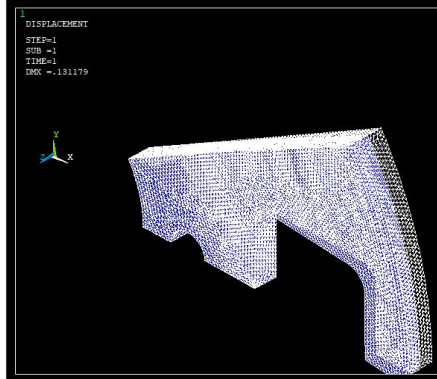 1
DISPLACEMENT
STEP=1
SUB =1
TIME=1
DMX =.131179
Y
Z X